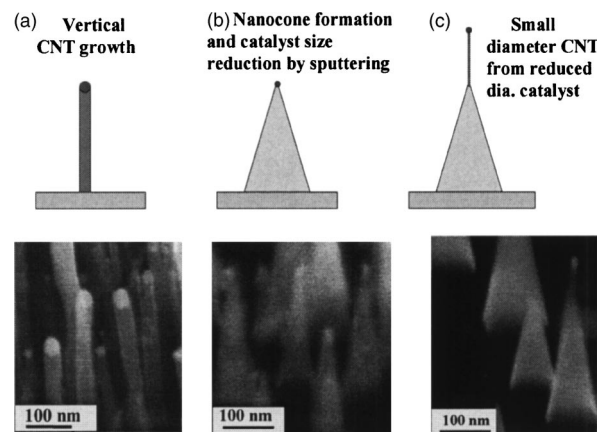 (a)
Vertical
CNT growth
(b)
Nanocone formation
and catalyst size
reduction by sputtering
(c)
Small
diameter CNT
from reduced
dia. catalyst
100 nm
100 nm
100 nm